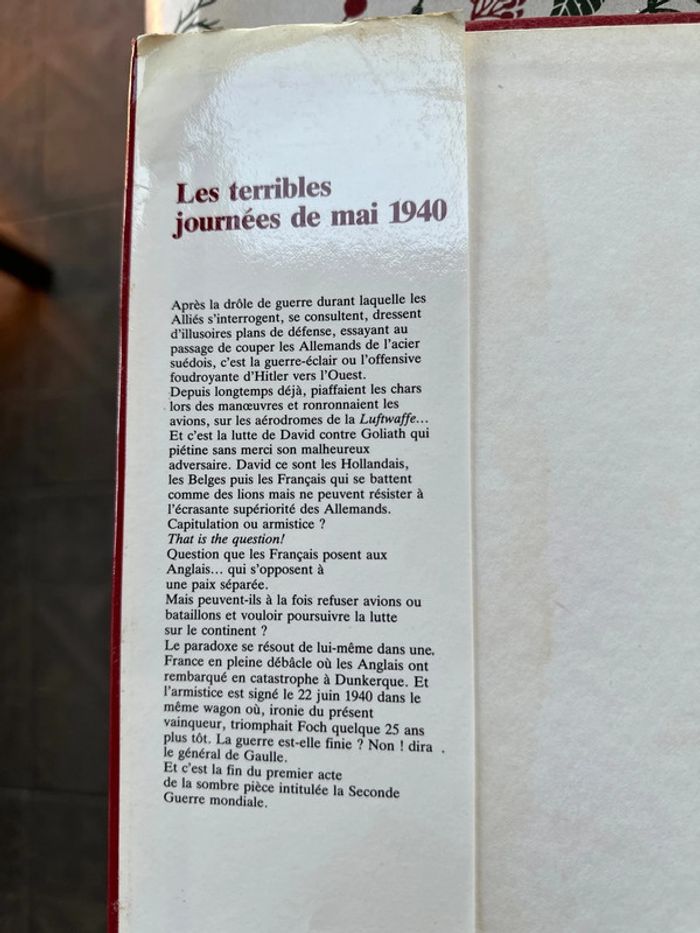 Les terribles
journées de mai 1940
Après la drôle de guerre durant laquelle les
Alliés s'interrogent, se consultent, dressent
d'illusoires plans de défense, essayant au
passage de couper les Allemands de l'acier
suédois, c'est la guerre-éclair ou l'offensive
foudroyante d'Hitler vers l'Ouest.
Depuis longtemps déjà, piaffaient les chars
lors des manœuvres et ronronnaient les
avions, sur les aérodromes de la Luftwaffe...
Et c'est la lutte de David contre Goliath qui
piétine sans merci son malheureux
adversaire. David ce sont les Hollandais,
les Belges puis les Français qui se battent
comme des lions mais ne peuvent résister à
l'écrasante supériorité des Allemands.
Capitulation ou armistice ?
That is the question!
Question que les Français posent aux
Anglais... qui s'opposent à
une paix séparée.
Mais peuvent-ils à la fois refuser avions ou
bataillons et vouloir poursuivre la lutte
sur le continent ?
Le paradoxe se résout de lui-même dans une
France en pleine débâcle où les Anglais ont
rembarqué en catastrophe à Dunkerque. Et
l'armistice est signé le 22 juin 1940 dans le
même wagon où, ironie du présent
vainqueur, triomphait Foch quelque 25 ans
plus tôt. La guerre est-elle finie ? Non ! dira
le général de Gaulle.
Et c'est la fin du premier acte
de la sombre pièce intitulée la Seconde
Guerre mondiale.